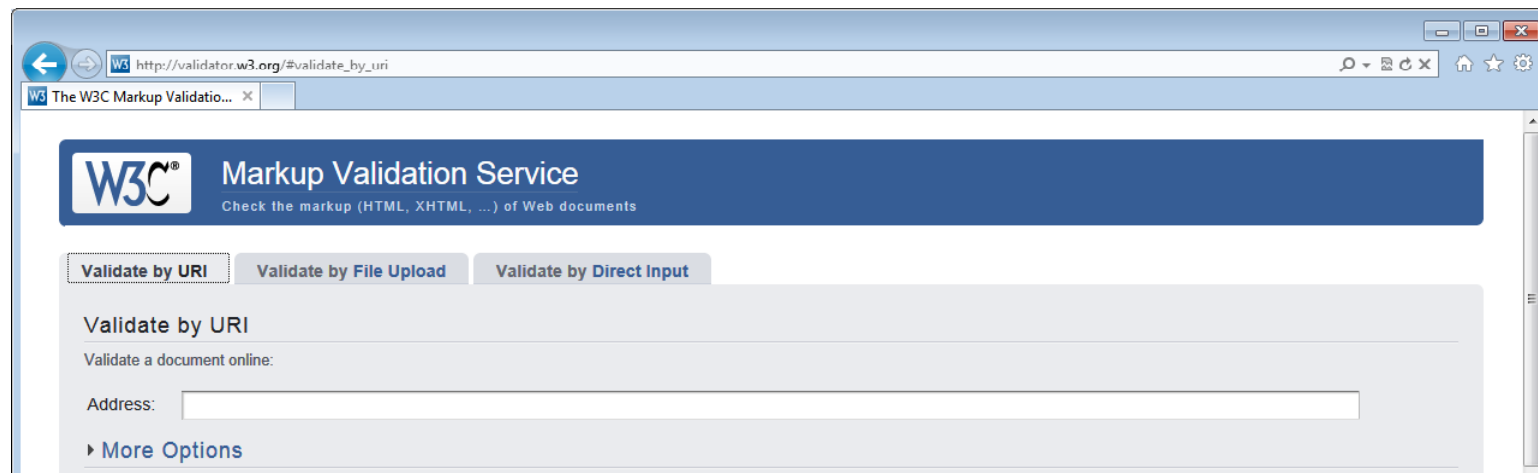 W3 http://validator.w3.org/#validate_by_uri
W3 The W3C Markup Validatio...
W3C® Markup Validation Service
Check the markup (HTML, XHTML, ...) of Web documents
Validate by URI Validate by File Upload Validate by Direct Input
Validate by URI
Validate a document online:
Address:
More Options